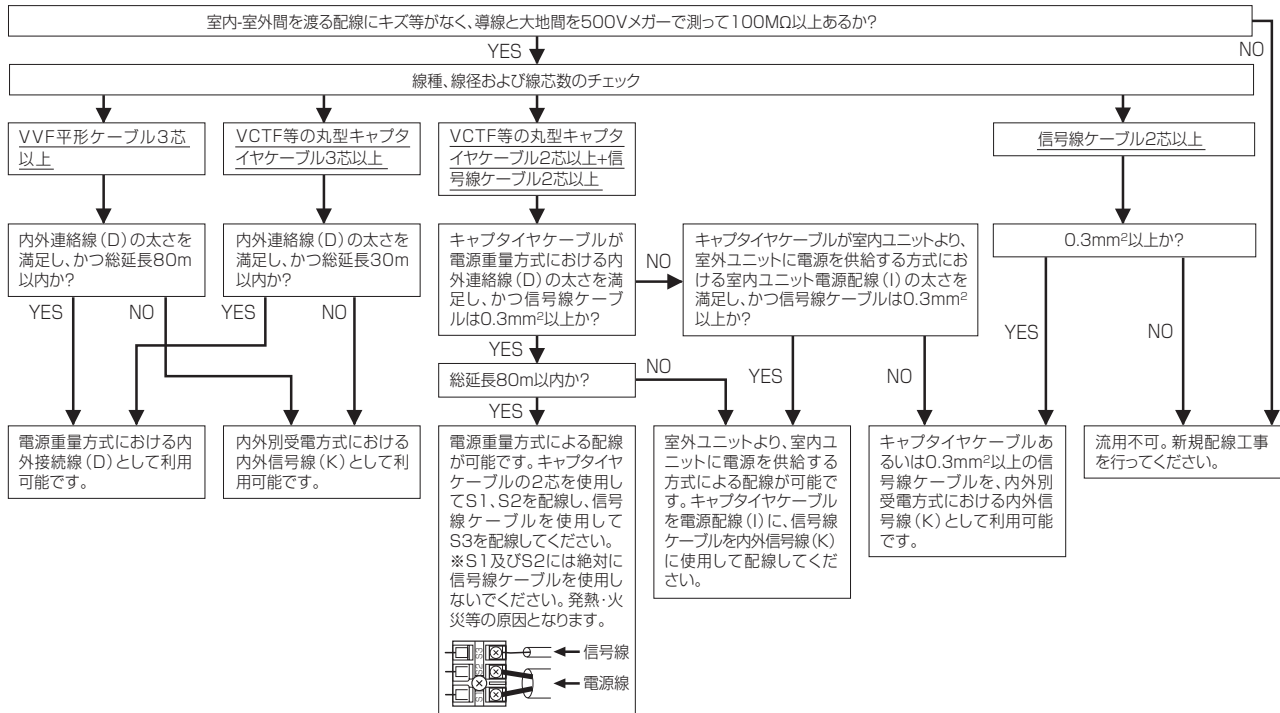 室内-室外間を渡る配線にキズ等がなく、導線と大地間を500Vメガーで測って100MΩ以上あるか?
YES
NO
線種、線径および線芯数のチェック
VVF平形ケーブル3芯
以上
VCTF等の丸型キャブタ
イヤケーブル3芯以上
VCTF等の丸型キャブタ
イヤケーブル2芯以上+信
号線ケーブル2芯以上
信号線ケーブル2芯以上
内外連絡線(D)の太さを
満足し、かつ総延長80m
以内か?
内外連絡線(D)の太さを
満足し、かつ総延長30m
以内か?
キャプタイヤケーブルが
電源重量方式における内
外連絡線(D)の太さを満
足し、かつ信号線ケーブ
ルは0.3mm²以上か?
NO
キャプタイヤケーブルが室内ユニットより、
室外ユニットに電源を供給する方式にお
ける室内ユニット電源配線(I)の太さを
満足し、かつ信号線ケーブルは0.3mm²
以上か?
0.3mm²以上か?
YES
NO
YES
NO
YES
総延長80m以内か?
NO
YES
YES
NO
YES
NO
電源重量方式における内
外接続線(D)として利用
可能です。
内外別受電方式における
内外信号線(K)として利
用可能です。
電源重量方式による配線
が可能です。キャプタイヤ
ケーブルの2芯を使用し
てS1、S2を配線し、信号
線ケーブルを使用して
S3を配線してください。
※S1及びS2には絶対に
信号線ケーブルを使用し
ないでください。発熱・火
災等の原因となります。
S3
S2
S1
信号線
電源線
室外ユニットより、室内ユ
ニットに電源を供給する
方式による配線が可能で
す。キャプタイヤケーブル
を電源配線(I)に、信号線
ケーブルを内外信号線(K)
に使用して配線してくだ
さい。
キャプタイヤケーブルあ
るいは0.3mm²以上の信
号線ケーブルを、内外別
受電方式における内外信
号線(K)として利用可能
です。
流用不可。新規配線工事
を行ってください。